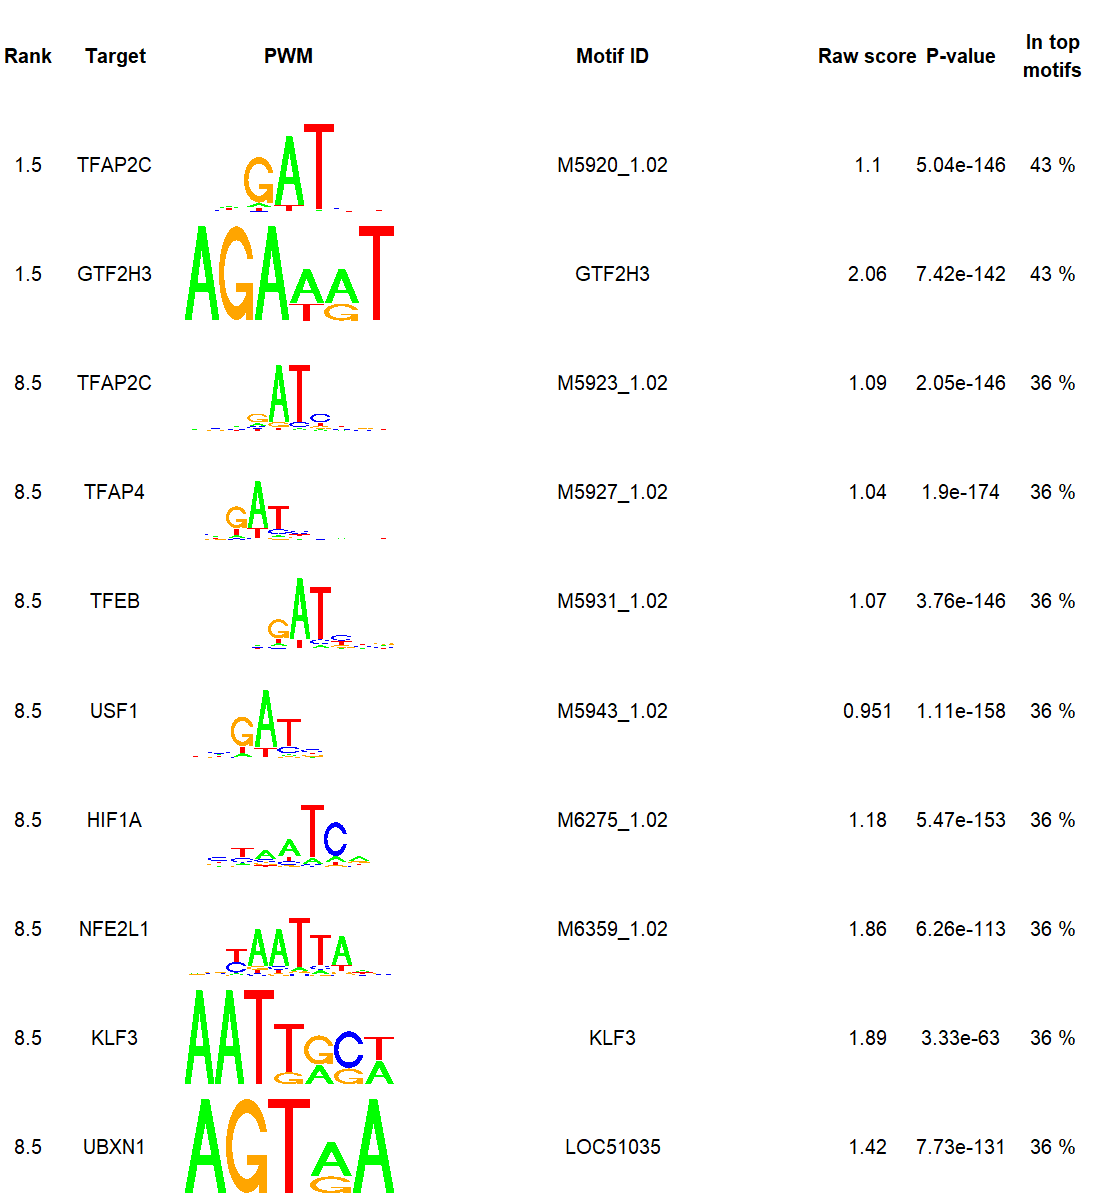 Rank Target PWM Motif ID Raw score P-value In top motifs
1.5 TFAP2C GAT M5920_1.02 1.1 5.04e-146 43 %
1.5 GTF2H3 AGAAAT TG GTF2H3 2.06 7.42e-142 43 %
8.5 TFAP2C GATC M5923_1.02 1.09 2.05e-146 36 %
8.5 TFAP4 GAT M5927_1.02 1.04 1.9e-174 36 %
8.5 TFEB GATC M5931_1.02 1.07 3.76e-146 36 %
8.5 USF1 GATC M5943_1.02 0.951 1.11e-158 36 %
8.5 HIF1A TAATCA M6275_1.02 1.18 5.47e-153 36 %
8.5 NFE2L1 TAATTA M6359_1.02 1.86 6.26e-113 36 %
8.5 KLF3 AATTGCT GAGA KLF3 1.89 3.33e-63 36 %
8.5 UBXN1 AGTAA G LOC51035 1.42 7.73e-131 36 %